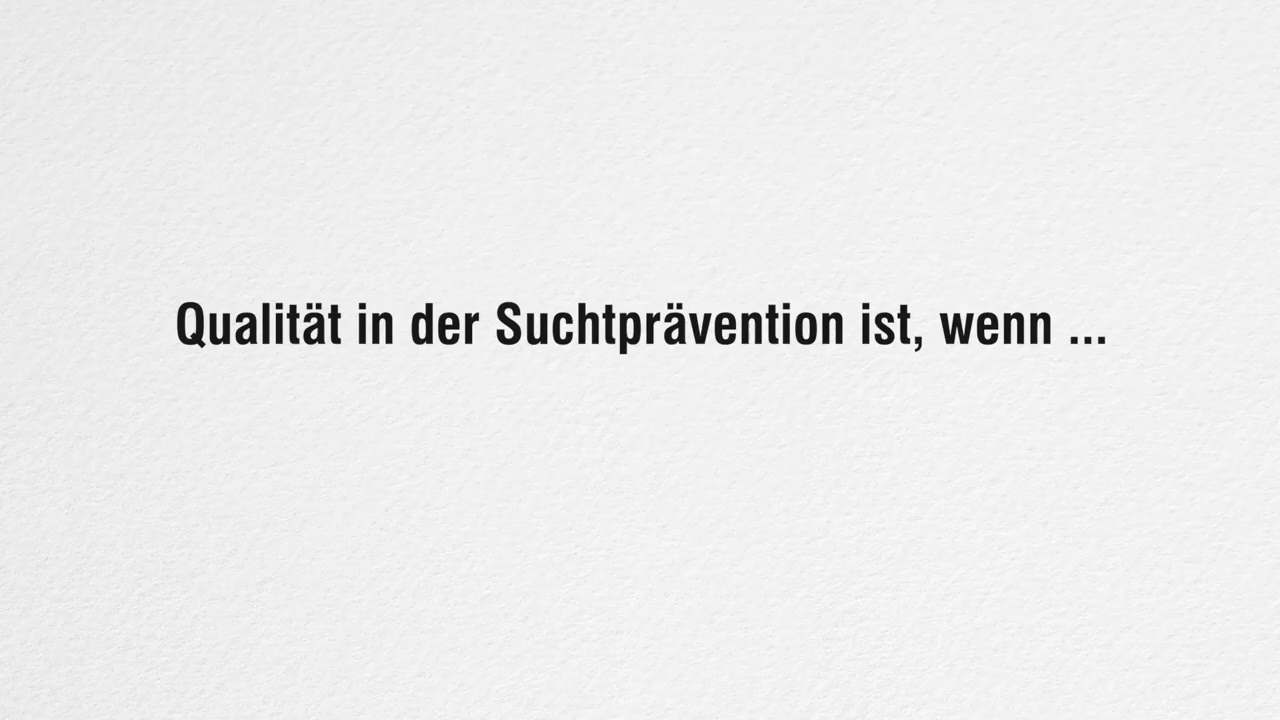 Qualität in der Suchtprävention ist, wenn ...